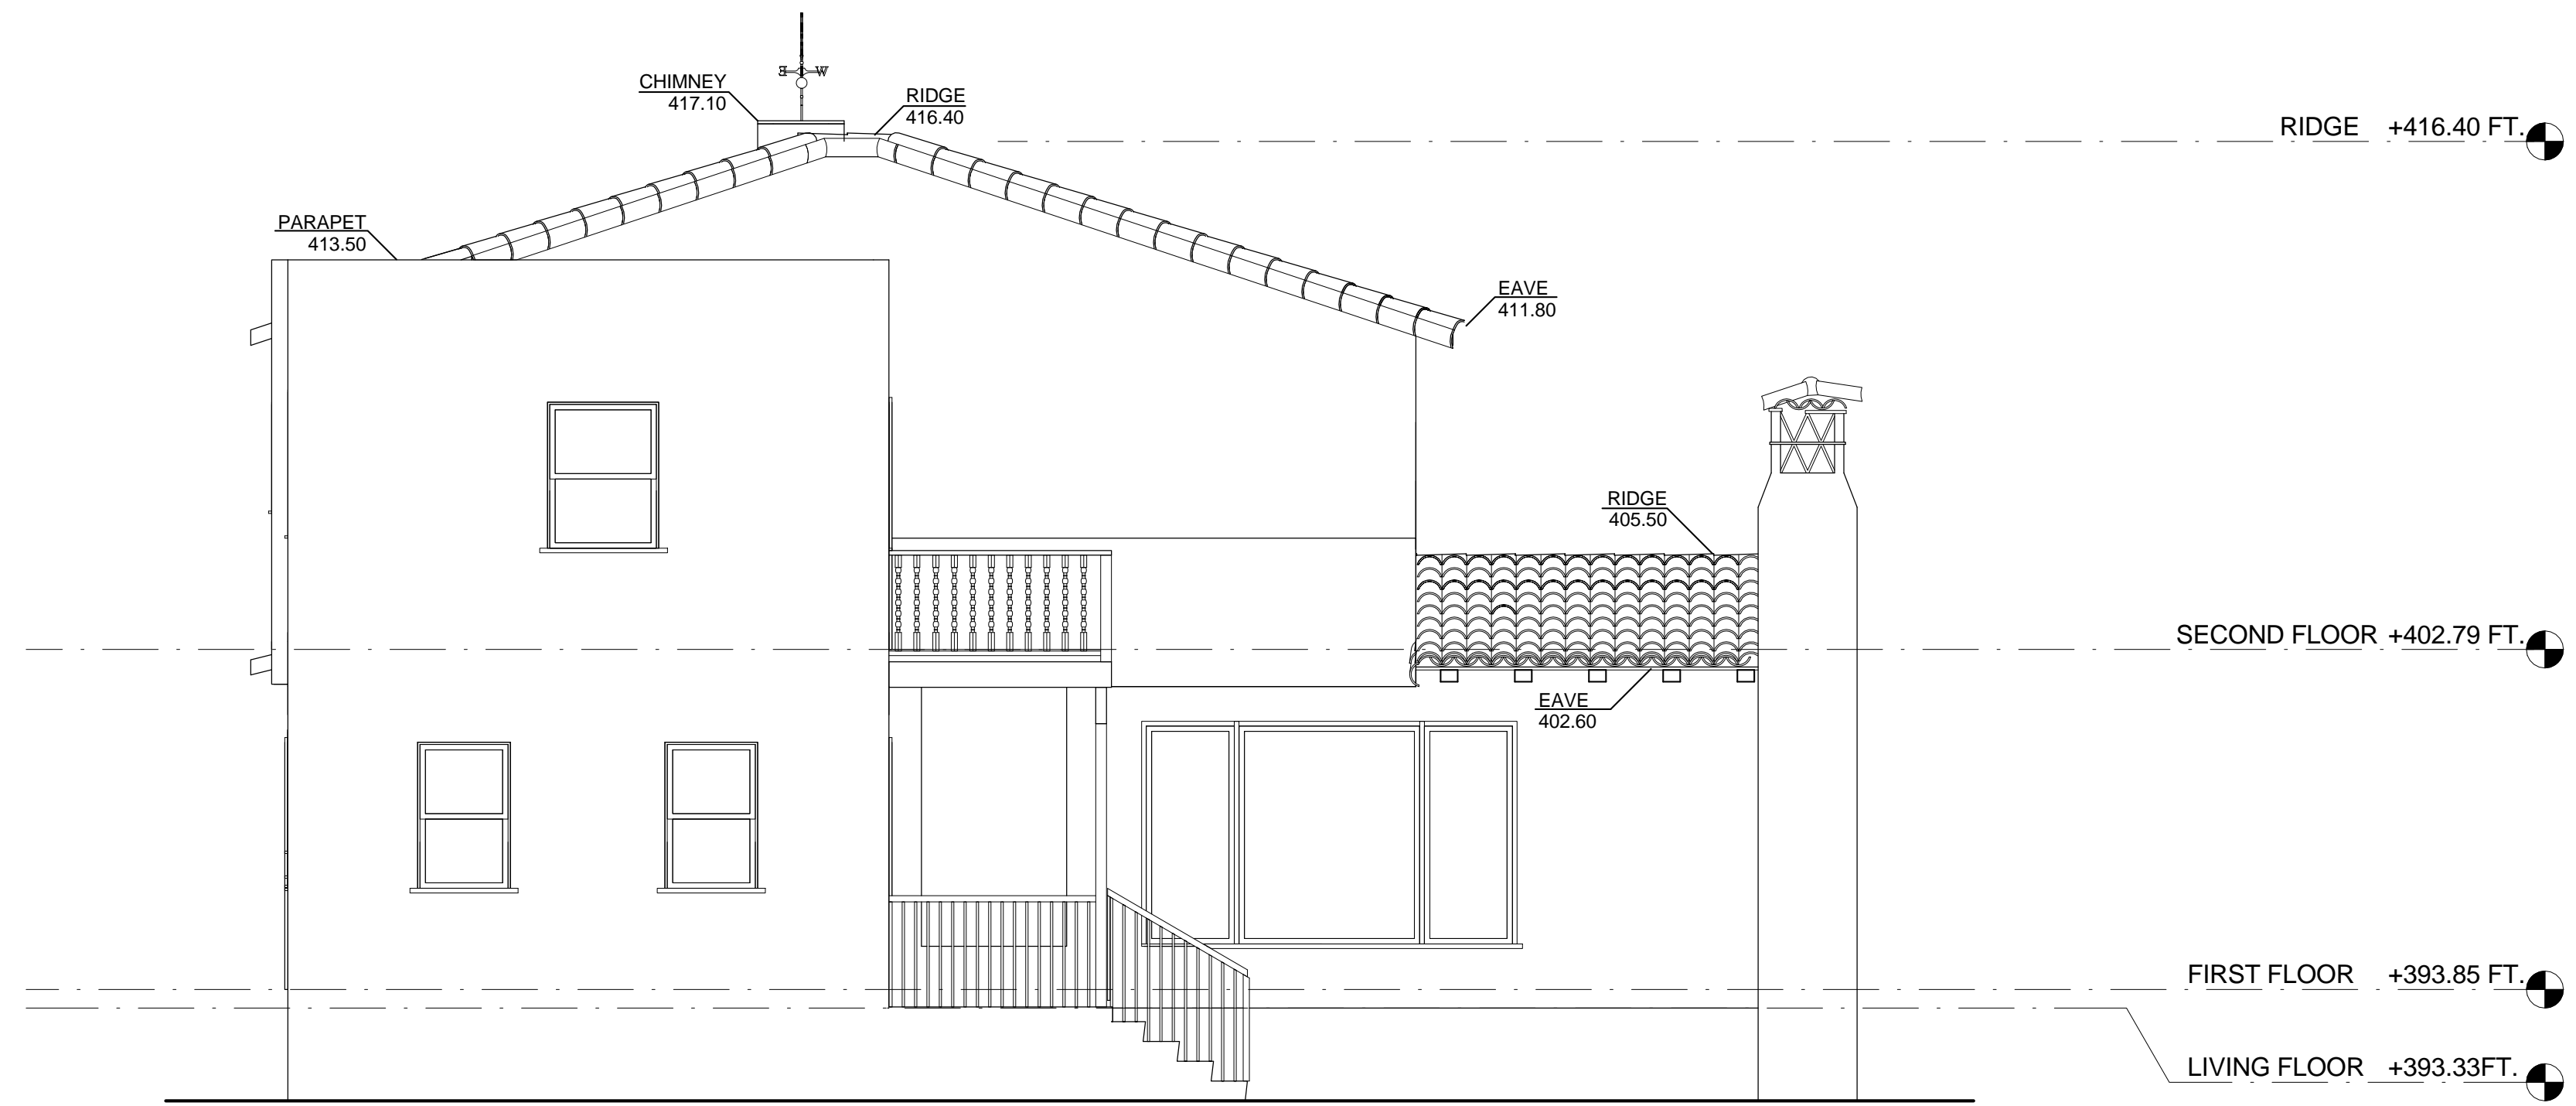 S W
CHIMNEY
417.10
RIDGE
416.40
RIDGE +416.40 FT.
PARAPET
413.50
EAVE
411.80
RIDGE
405.50
SECOND FLOOR +402.79 FT.
EAVE
402.60
FIRST FLOOR +393.85 FT.
LIVING FLOOR +393.33FT.